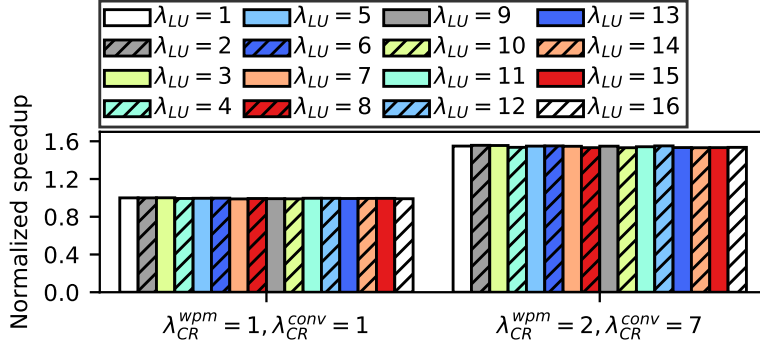 λ_LU = 1 λ_LU = 5 λ_LU = 9 λ_LU = 13
λ_LU = 2 λ_LU = 6 λ_LU = 10 λ_LU = 14
λ_LU = 3 λ_LU = 7 λ_LU = 11 λ_LU = 15
λ_LU = 4 λ_LU = 8 λ_LU = 12 λ_LU = 16
Normalized speedup
1.6
1.2
0.8
0.4
0.0
λ_CR^wpm = 1, λ_CR^conv = 1
λ_CR^wpm = 2, λ_CR^conv = 7